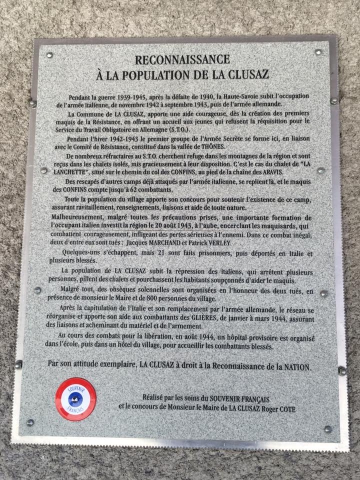 RECONNAISSANCE
À LA POPULATION DE LA CLUSAZ
Pendant la guerre 1939-1945, après la défaite de 1940, la Haute-Savoie subit l'occupation
de l'armée italienne, de novembre 1942 à septembre 1943, puis de l'armée allemande.
La Commune de LA CLUSAZ, apporte une aide courageuse, dès la création des premiers
maquis de la Résistance, en offrant un accueil aux jeunes qui refusent la réquisition pour le
Service du Travail Obligatoire en Allemagne (S.T.O.).
Pendant l'hiver 1942-1943 le premier groupe de l'Armée Secrète se forme ici, en liaison
avec le Comité de Résistance, constitué dans la vallée de THÔNES.
De nombreux réfractaires au S.T.O. cherchent refuge dans les montagnes de la région et sont
reçus dans les chalets isolés, mis gracieusement à leur disposition. C'est le cas du chalet de "LA
LANCHETTE", situé sur le chemin du col des CONFINS, au pied de la chaîne des ARAVIS.
Des rescapés d'autres camps déjà attaqués par l'armée italienne, se replient là, et le maquis
des CONFINS compte jusqu'à 62 combattants.
Toute la population du village apporte son concours pour soutenir l'existence de ce camp,
assurant ravitaillement, renseignements, liaisons et aide de toute nature.
Malheureusement, malgré toutes les précautions prises, une importante formation de
l'occupant italien investit la région le 20 août 1943, à l'aube, encerclant les maquisards, qui
combattent courageusement, infligeant des pertes sérieuses à l'ennemi. Dans ce combat inégal,
deux d'entre eux sont tués : Jacques MARCHAND et Patrick VERLEY
Quelques-uns s'échappent, mais 21 sont faits prisonniers, puis déportés en Italie et
plusieurs blessés.
La population de LA CLUSAZ subit la répression des italiens, qui arrêtent plusieurs
personnes, pillent des chalets et pourchassent les habitants soupçonnés d'aider le maquis.
Malgré tout, des obsèques solennelles sont organisées en l'honneur des deux tués, en
présence de monsieur le Maire et de 800 personnes du village.
Après la capitulation de l'Italie et son remplacement par l'armée allemande, le réseau se
réorganise et apporte son aide aux combattants des GLIERES, de janvier à mars 1944, assurant
des liaisons et acheminant du matériel et de l'armement.
Au cours des combats pour la libération, en août 1944, un hôpital provisoire est organisé
dans l'école, puis dans un hôtel du village, pour accueillir les combattants blessés.
Par son attitude exemplaire, LA CLUSAZ à droit à la Reconnaissance de la NATION.
Réalisé par les soins du SOUVENIR FRANÇAIS
et le concours de Monsieur le Maire de LA CLUSAZ Roger COTE
SOUVENIR
FRANÇAIS